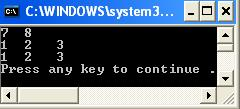 C:\WINDOWS\system3...
7  8
1  2   3
1  2   3
Press any key to continue .